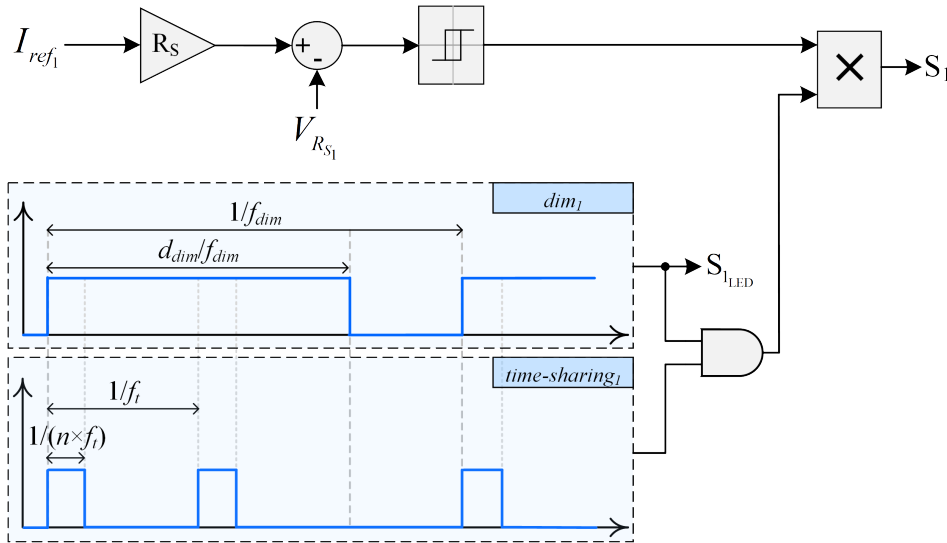 I_ref1
R_S
+
-
V_RS1
×
S_1
dim_1
1/f_dim
d_dim/f_dim
S_1LED
time-sharing_1
1/f_t
1/(n×f_t)